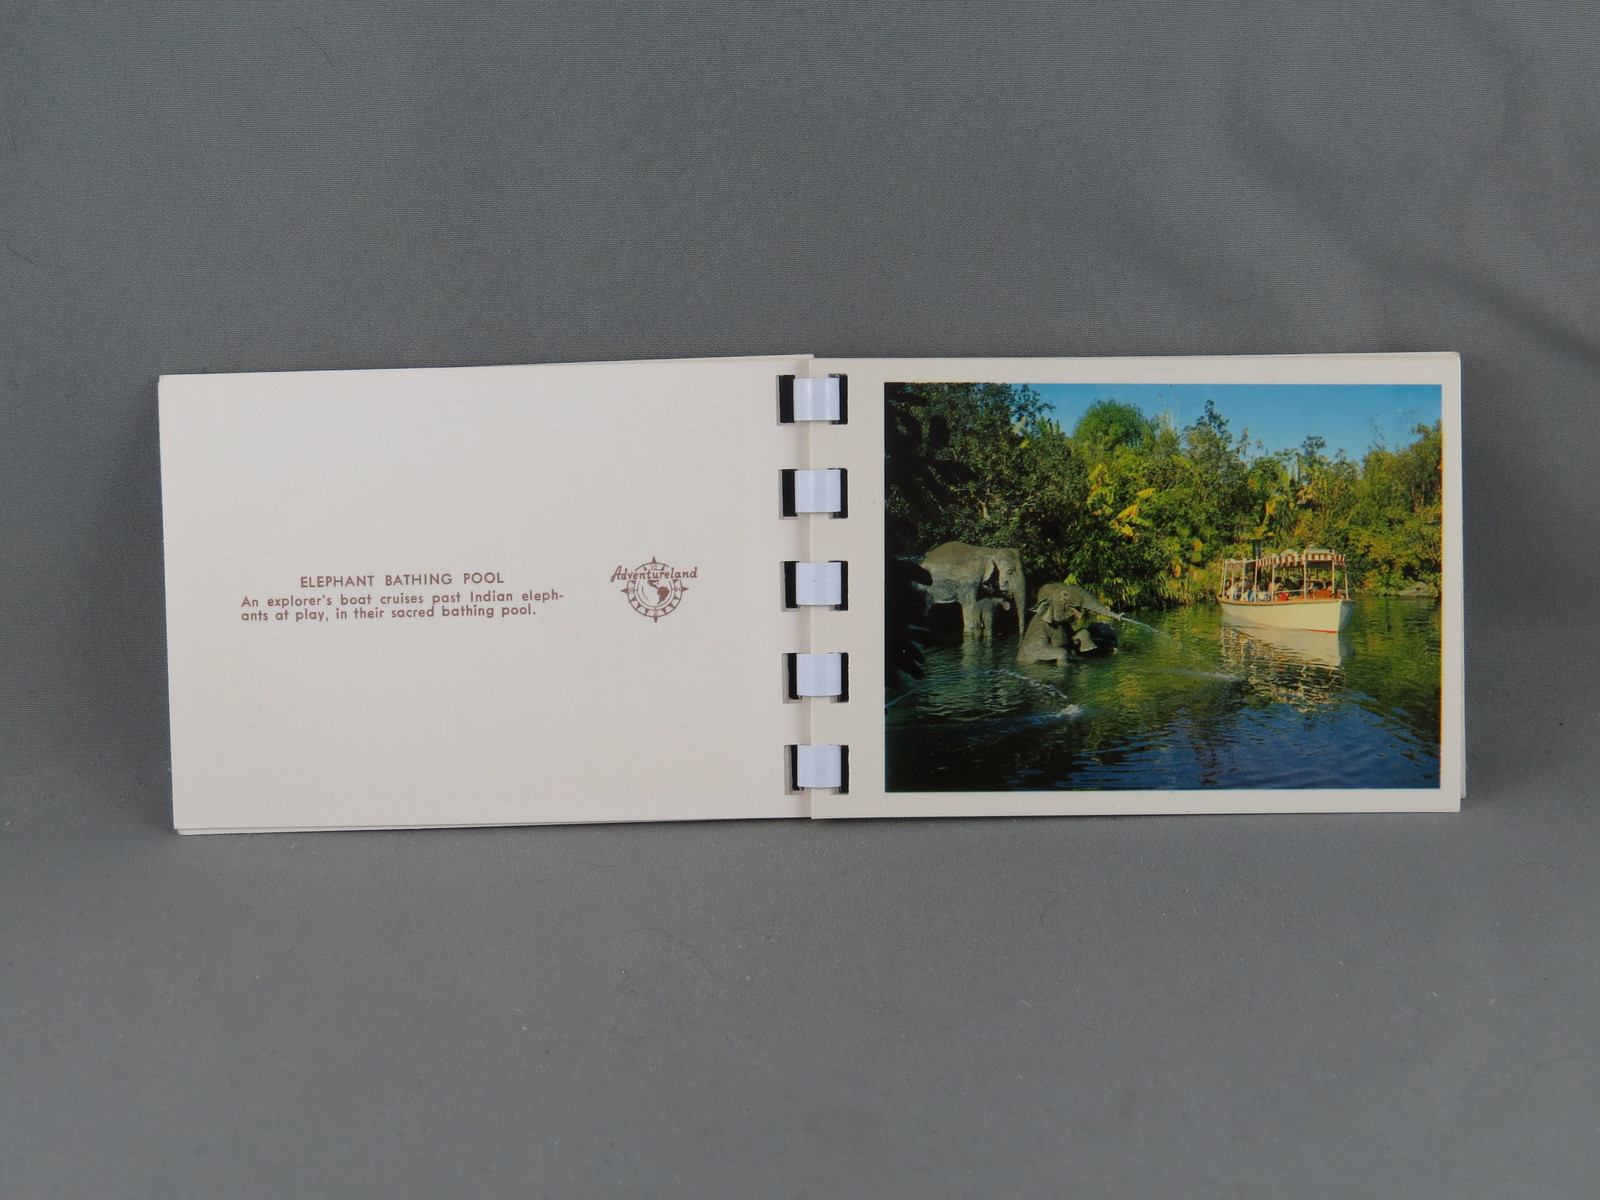 ELEPHANT BATHING POOL
An explorer's boat cruises past Indian eleph-
ants at play, in their sacred bathing pool.
Adventureland